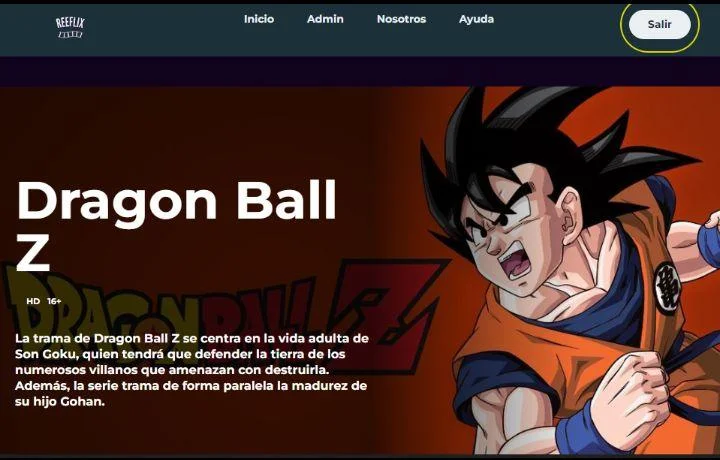 REEFLIX
Inicio Admin Nosotros Ayuda
Salir
Dragon Ball
Z
HD 16+
DRAGON BALL Z
La trama de Dragon Ball Z se centra en la vida adulta de
Son Goku, quien tendrá que defender la tierra de los
numerosos villanos que amenazan con destruirla.
Además, la serie trama de forma paralela la madurez de
su hijo Gohan.